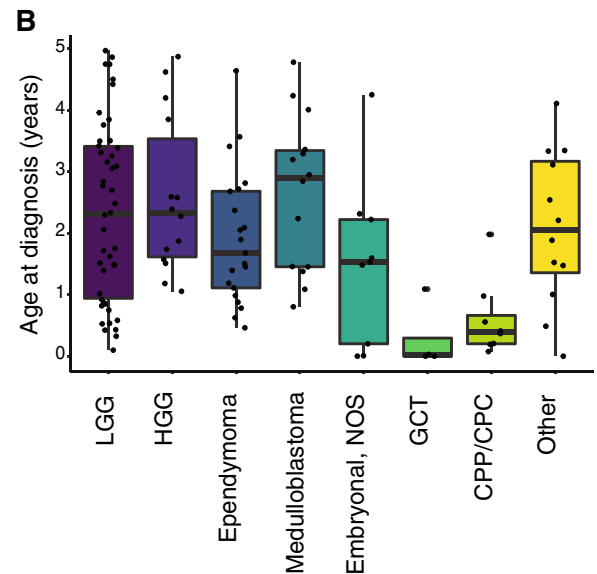 B
Age at diagnosis (years)
5
4
3
2
1
0
LGG
HGG
Ependymoma
Medulloblastoma
Embryonal, NOS
GCT
CPP/CPC
Other